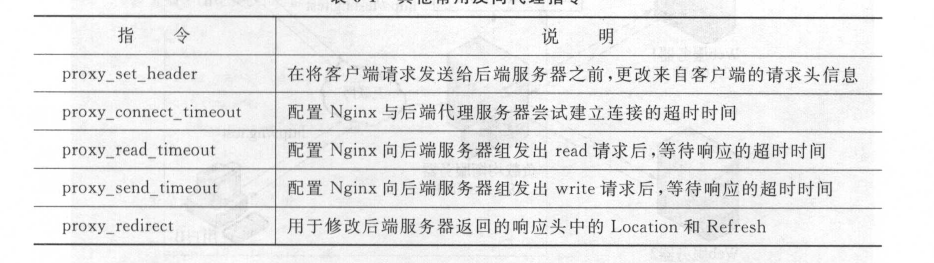 表 6-1 其他常用反向代理指令
指 令 说 明
proxy_set_header 在将客户端请求发送给后端服务器之前,更改来自客户端的请求头信息
proxy_connect_timeout 配置 Nginx 与后端代理服务器尝试建立连接的超时时间
proxy_read_timeout 配置 Nginx 向后端服务器组发出 read 请求后,等待响应的超时时间
proxy_send_timeout 配置 Nginx 向后端服务器组发出 write 请求后,等待响应的超时时间
proxy_redirect 用于修改后端服务器返回的响应头中的 Location 和 Refresh